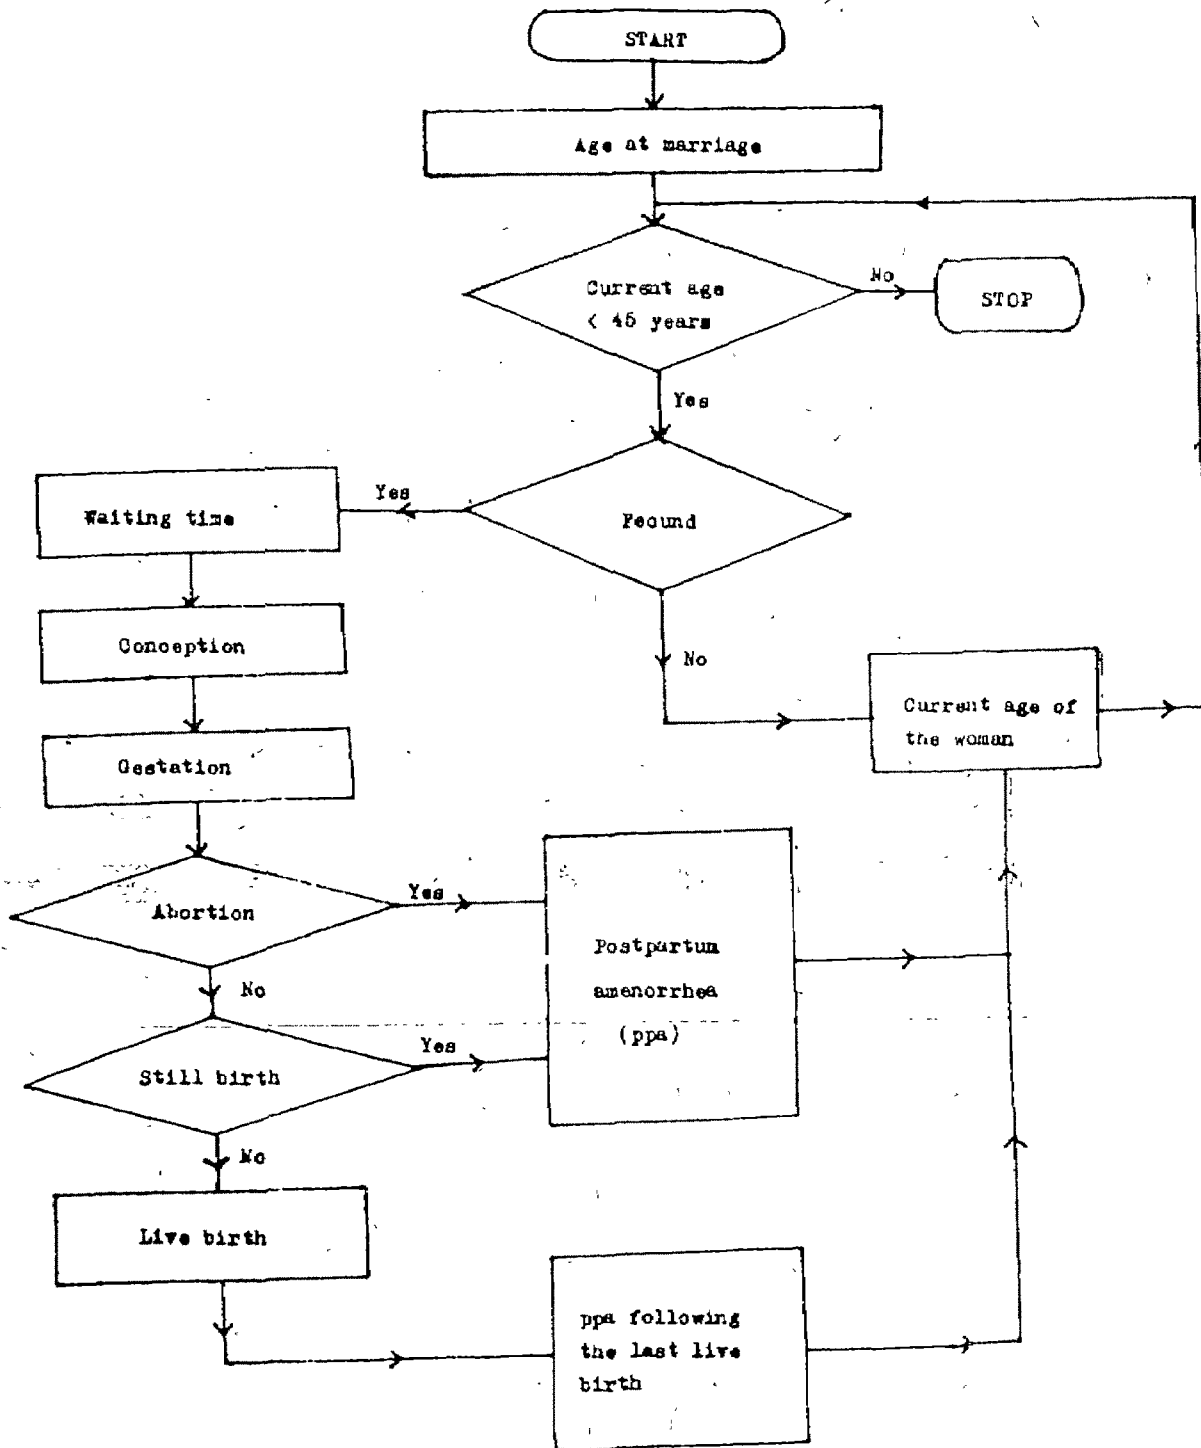 START
Age at marriage
Current age
< 45 years
No
STOP
Yes
Fecund
Yes
Waiting time
No
Conception
Current age of
the woman
Gestation
Abortion
Yes
Postpartum
amenorrhea
(ppa)
No
Still birth
Yes
No
Live birth
ppa following
the last live
birth